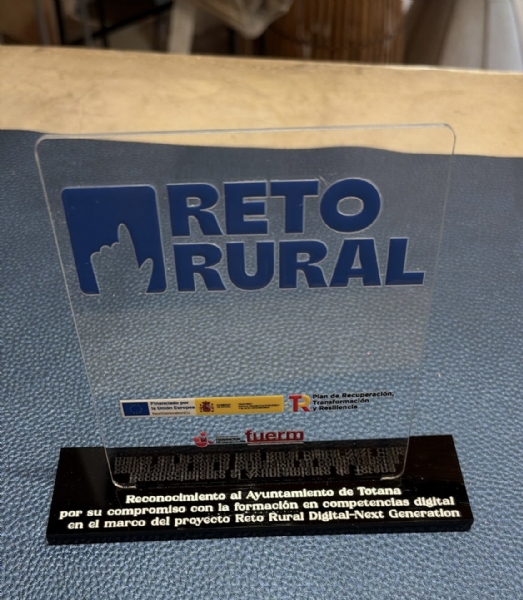 RETO
RURAL
Financiado por
la Unión Europea
NextGenerationEU
Plan de Recuperación,
Transformación
y Resiliencia
fuerm
Reconocimiento al Ayuntamiento de Totana
por su compromiso con la formación en competencias digital
en el marco del proyecto Reto Rural Digital-Next Generation